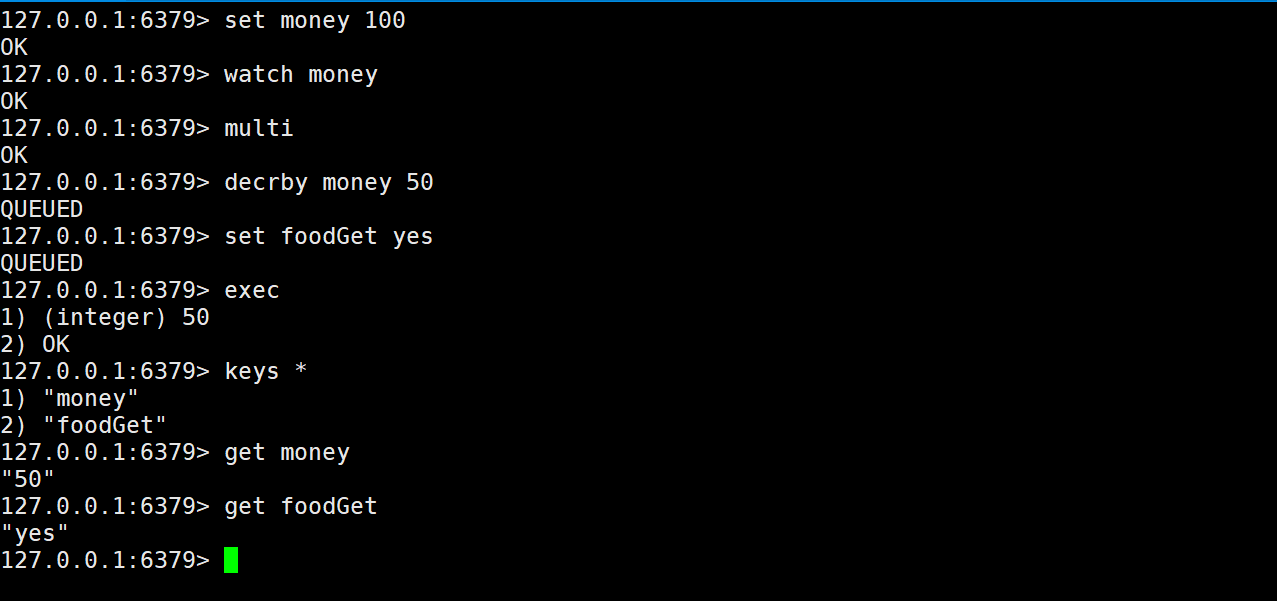 127.0.0.1:6379> set money 100
OK
127.0.0.1:6379> watch money
OK
127.0.0.1:6379> multi
OK
127.0.0.1:6379> decrby money 50
QUEUED
127.0.0.1:6379> set foodGet yes
QUEUED
127.0.0.1:6379> exec
1) (integer) 50
2) OK
127.0.0.1:6379> keys *
1) "money"
2) "foodGet"
127.0.0.1:6379> get money
"50"
127.0.0.1:6379> get foodGet
"yes"
127.0.0.1:6379>